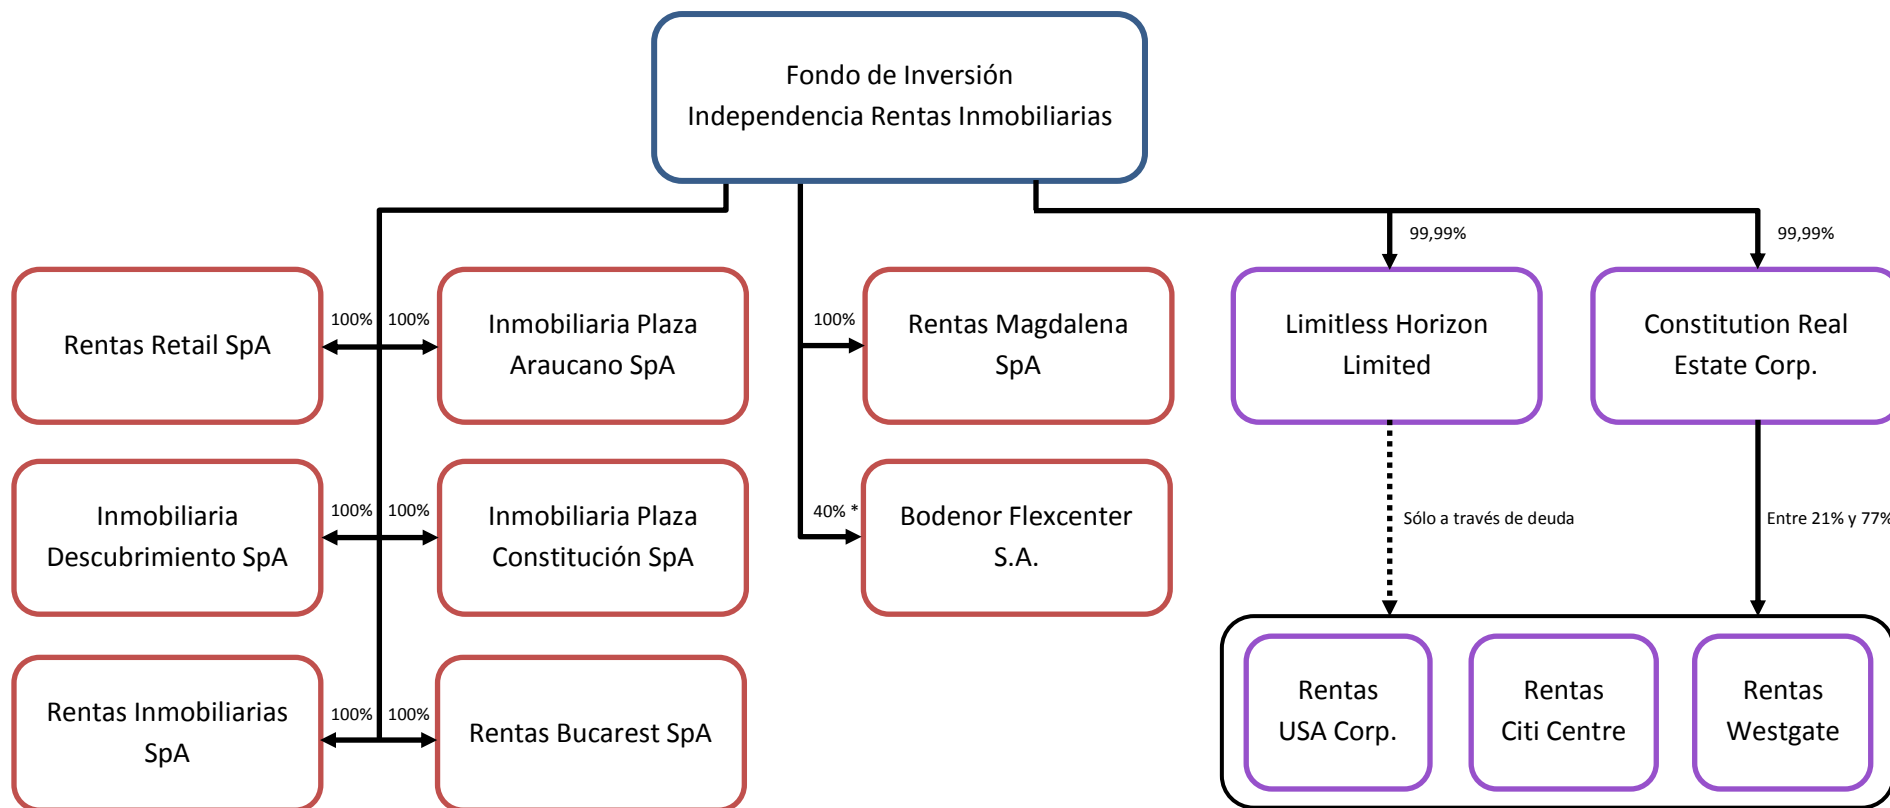 Fondo de Inversión
Independencia Rentas Inmobiliarias
99,99%
99,99%
Rentas Retail SpA
100%
100%
Inmobiliaria Plaza
Araucano SpA
100%
Rentas Magdalena
SpA
Limitless Horizon
Limited
Constitution Real
Estate Corp.
Inmobiliaria
Descubrimiento SpA
100%
100%
Inmobiliaria Plaza
Constitución SpA
40% *
Bodenor Flexcenter
S.A.
Sólo a través de deuda
Entre 21% y 77%
Rentas Inmobiliarias
SpA
100%
100%
Rentas Bucarest SpA
Rentas
USA Corp.
Rentas
Citi Centre
Rentas
Westgate